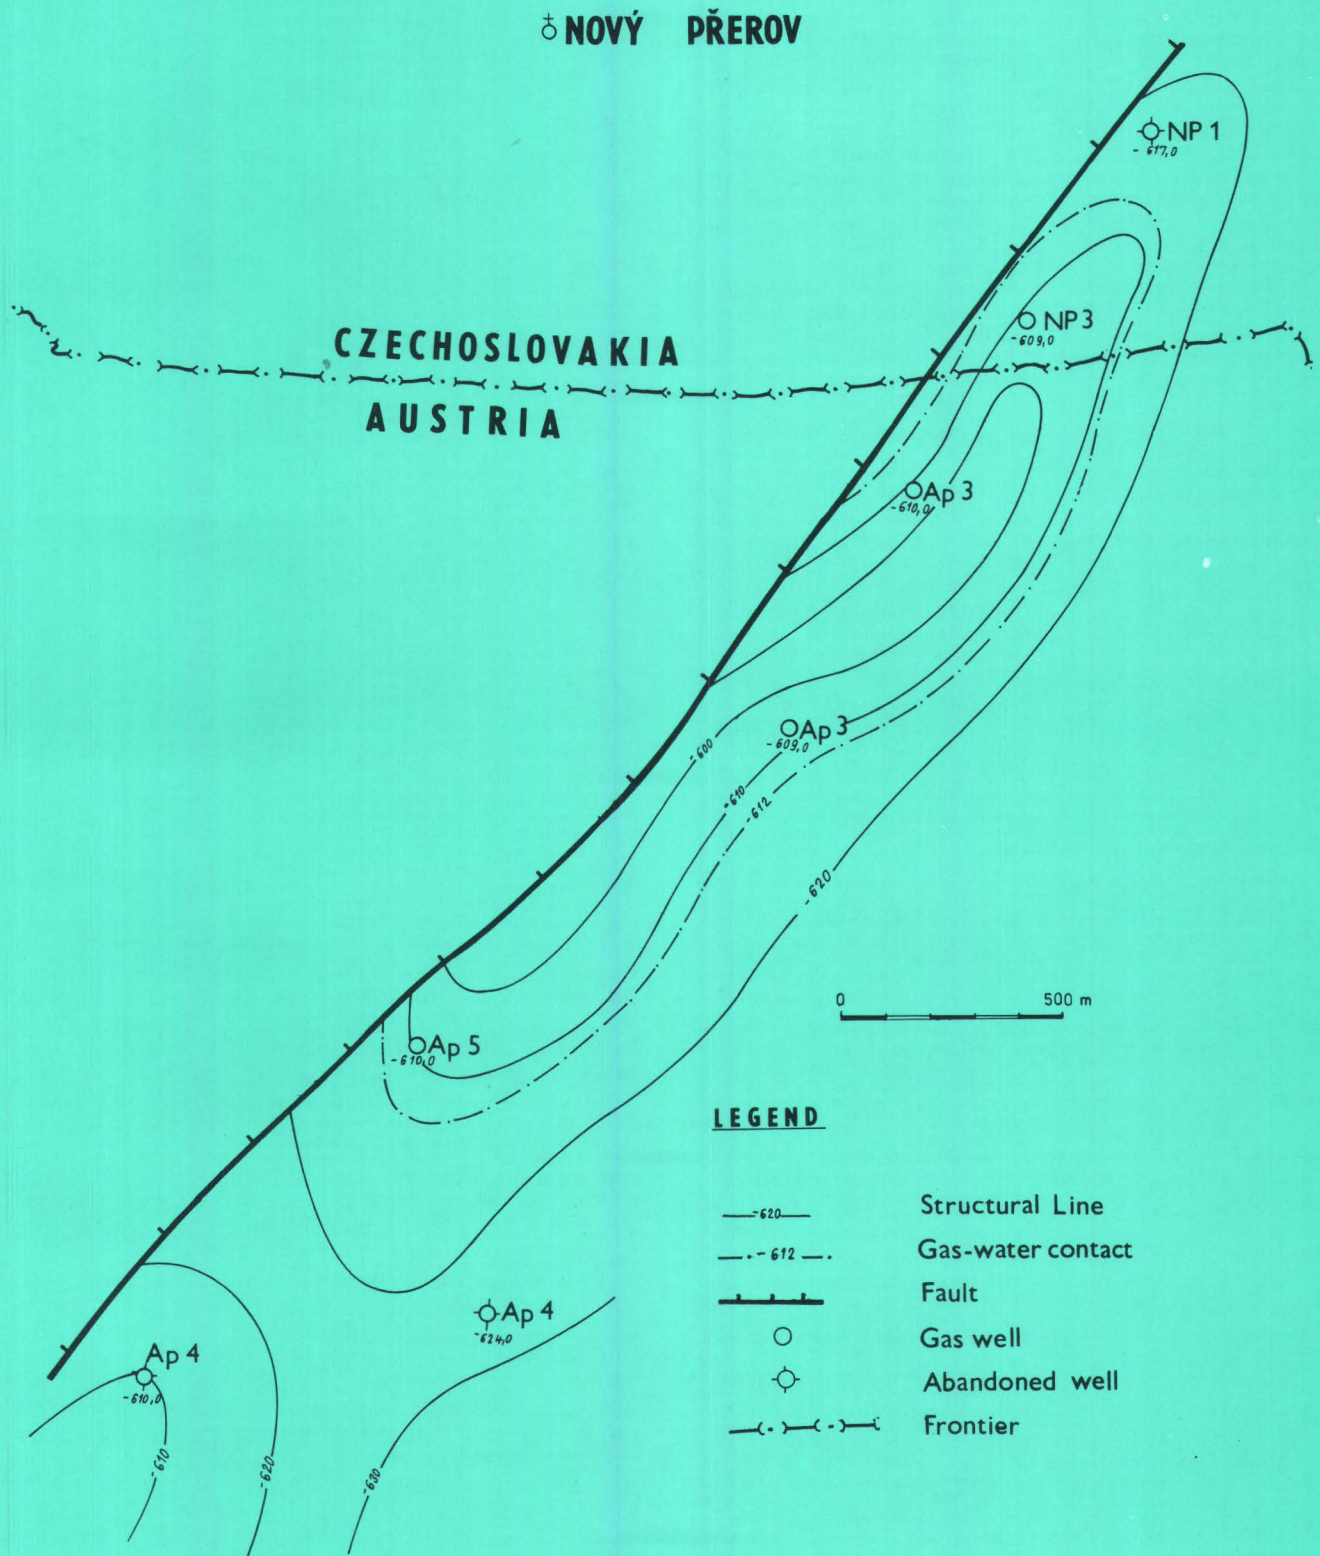 NOVÝ PŘEROV
NP 1
- 617,0
NP 3
- 609,0
CZECHOSLOVAKIA
AUSTRIA
Ap 3
- 610,0
Ap 3
- 609,0
-600
-610
-612
-620
0 500 m
Ap 5
- 610,0
LEGEND
-620 Structural Line
- 612 Gas-water contact
Fault
Gas well
Abandoned well
Frontier
Ap 4
-624,0
Ap 4
-610,0
-610
-620
-630